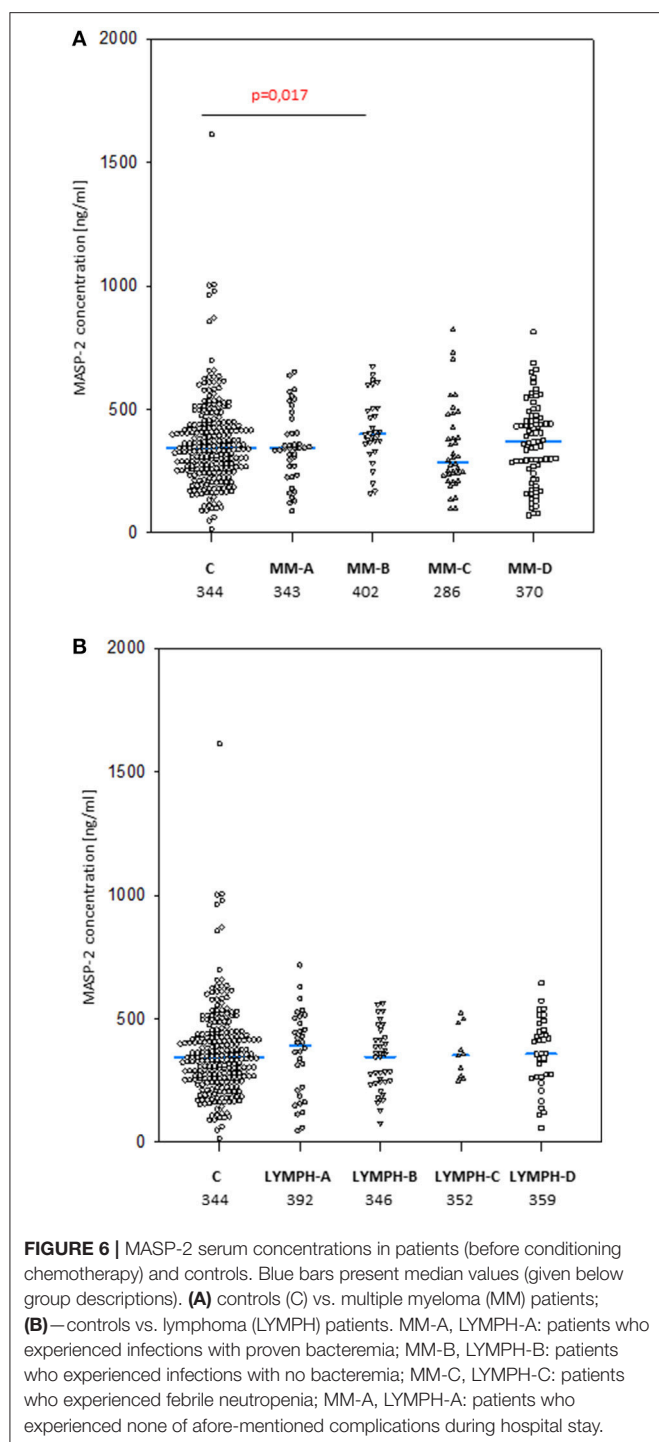 A
2000
p=0,017
1500
MASP-2 concentration [ng/ml]
1000
500
0
C MM-A MM-B MM-C MM-D
344 343 402 286 370
B
2000
1500
MASP-2 concentration [ng/ml]
1000
500
0
C LYMPH-A LYMPH-B LYMPH-C LYMPH-D
344 392 346 352 359
FIGURE 6 | MASP-2 serum concentrations in patients (before conditioning
chemotherapy) and controls. Blue bars present median values (given below
group descriptions). (A) controls (C) vs. multiple myeloma (MM) patients;
(B)—controls vs. lymphoma (LYMPH) patients. MM-A, LYMPH-A: patients who
experienced infections with proven bacteremia; MM-B, LYMPH-B: patients
who experienced infections with no bacteremia; MM-C, LYMPH-C: patients
who experienced febrile neutropenia; MM-A, LYMPH-A: patients who
experienced none of afore-mentioned complications during hospital stay.